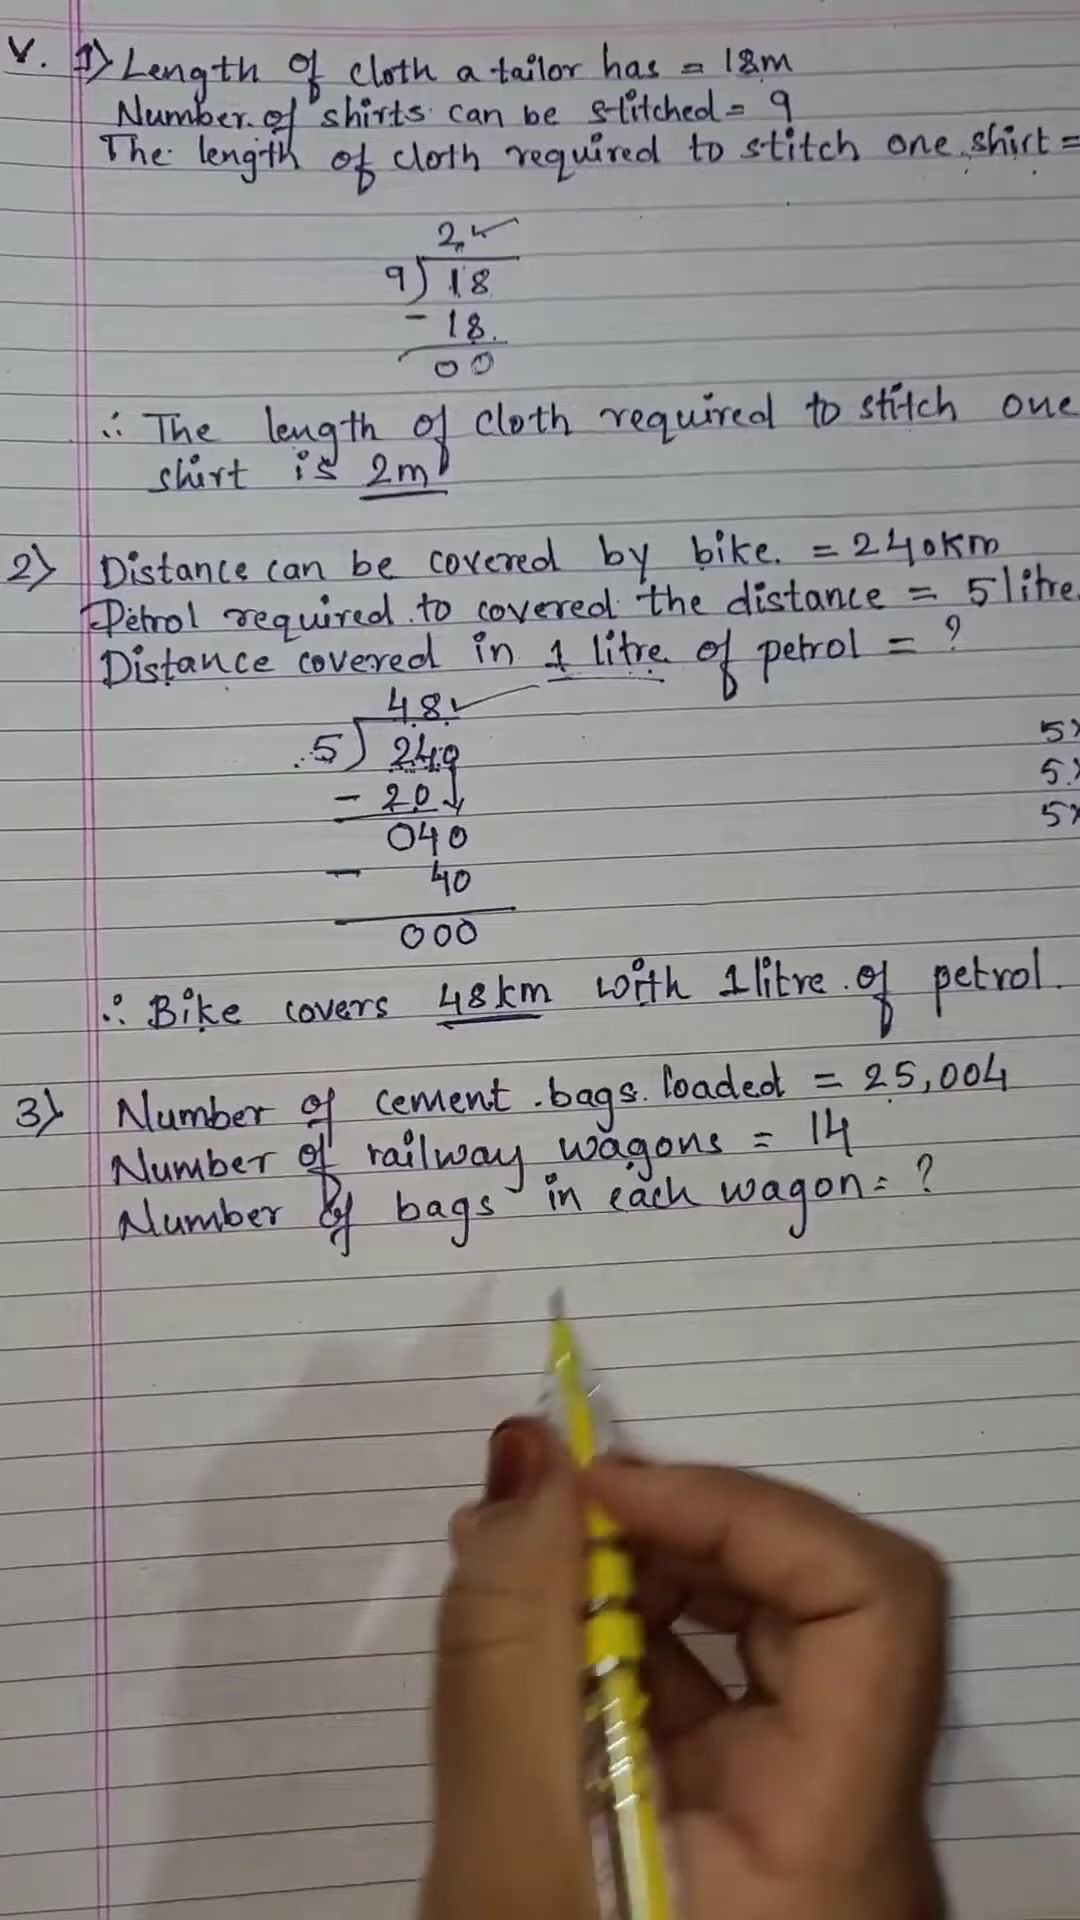 V. 1) Length of cloth a tailor has = 18m
Number of shirts can be stitched = 9
The length of cloth required to stitch one shirt =
2 ✓
9) 18
- 18
00
∴ The length of cloth required to stitch one
shirt is 2m
2) Distance can be covered by bike. = 240km
Petrol required to covered the distance = 5 litre
Distance covered in 1 litre of petrol = ?
48 ✓
5) 240
5×
- 20↓
5×
040
5×
- 40
000
∴ Bike covers 48km with 1 litre of petrol.
3) Number of cement bags loaded = 25,004
Number of railway wagons = 14
Number of bags in each wagon = ?